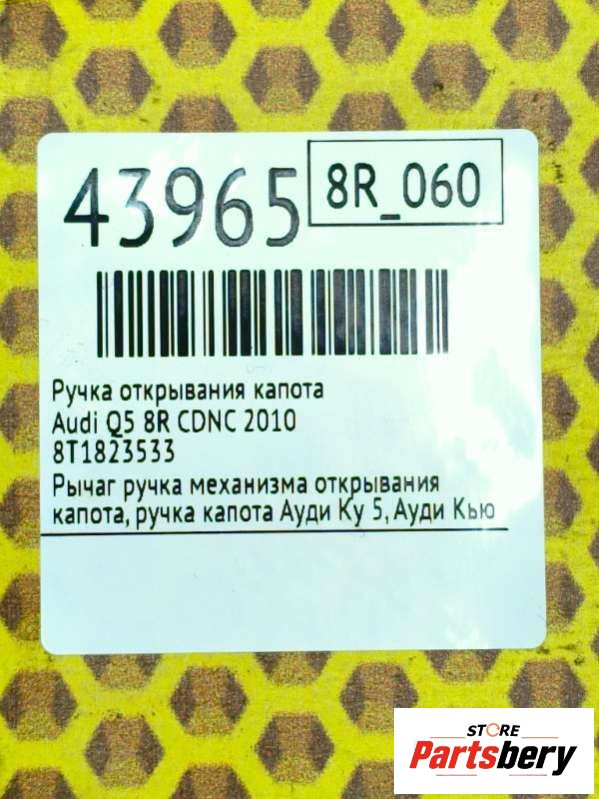 43965 8R_060
Ручка открывания капота
Audi Q5 8R CDNC 2010
8T1823533
Рычаг ручка механизма открывания
капота, ручка капота Ауди Ку 5, Ауди Кью
STORE
Partsbery